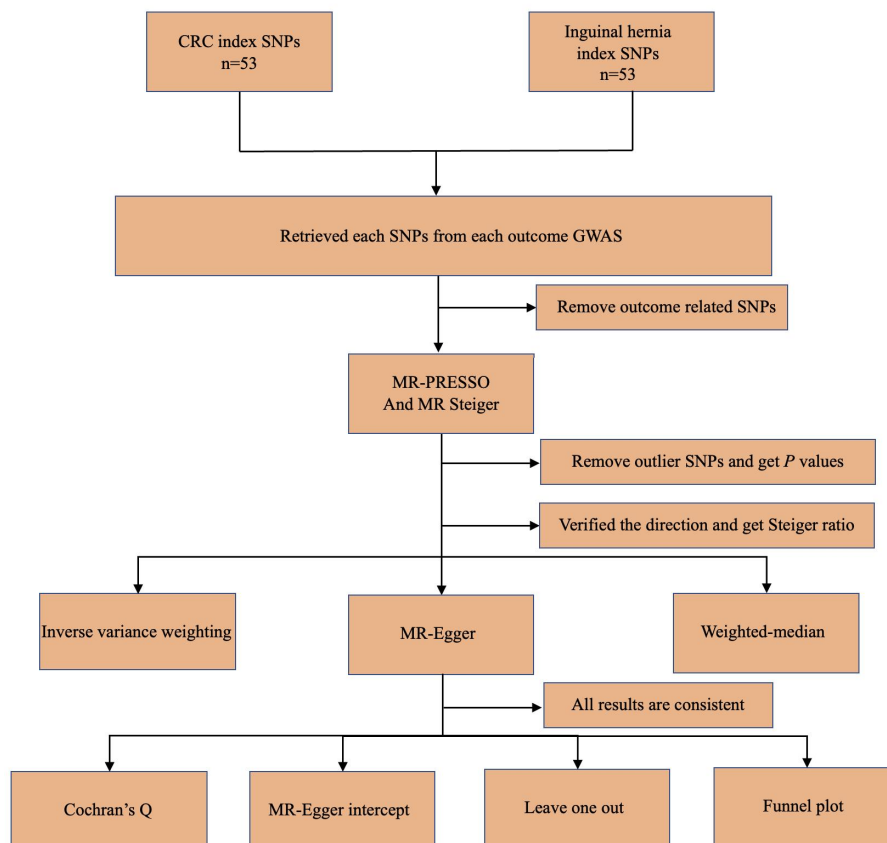 CRC index SNPs
n=53
Inguinal hernia
index SNPs
n=53
Retrieved each SNPs from each outcome GWAS
Remove outcome related SNPs
MR-PRESSO
And MR Steiger
Remove outlier SNPs and get P values
Verified the direction and get Steiger ratio
Inverse variance weighting
MR-Egger
Weighted-median
All results are consistent
Cochran’s Q
MR-Egger intercept
Leave one out
Funnel plot